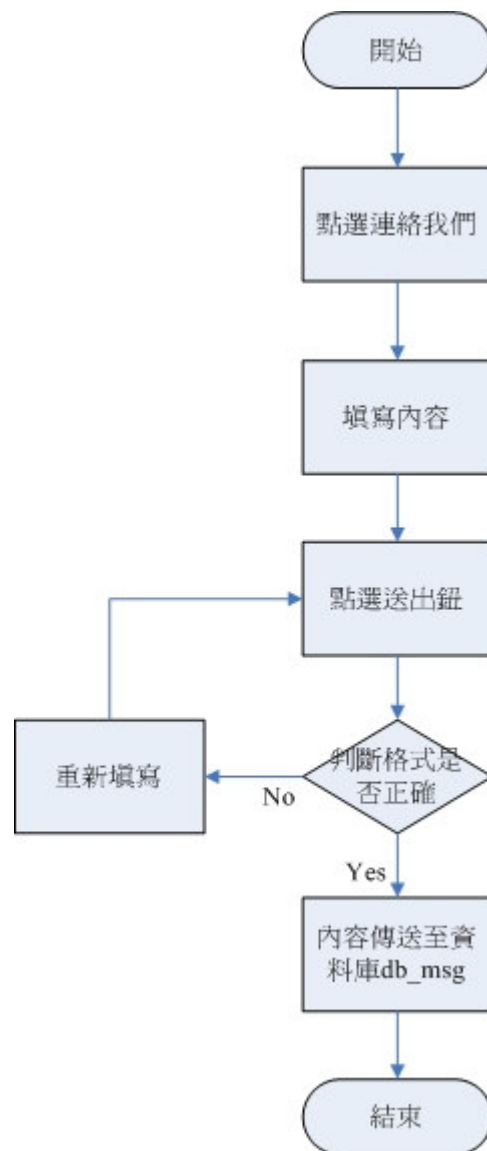 開始
點選連絡我們
填寫內容
點選送出鈕
重新填寫
判斷格式是
否正確
No
Yes
內容傳送至資
料庫db_msg
結束